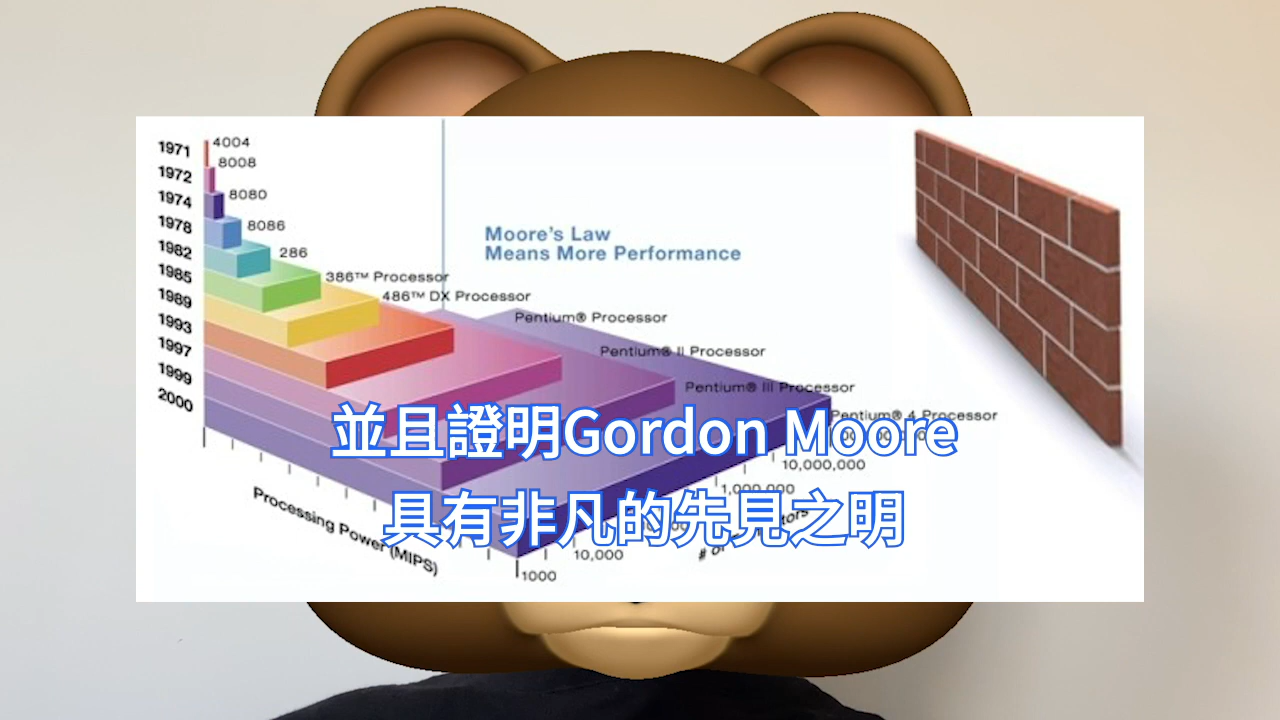 1971
1972
1974
1978
1982
1985
1989
1993
1997
1999
2000
4004
8008
8080
8086
286
386™ Processor
486™ DX Processor
Pentium® Processor
Pentium® II Processor
Pentium® III Processor
Pentium® 4 Processor
Moore's Law
Means More Performance
並且證明Gordon Moore
具有非凡的先見之明
Processing Power (MIPS)
10,000,000
1,000,000
10,000
1000